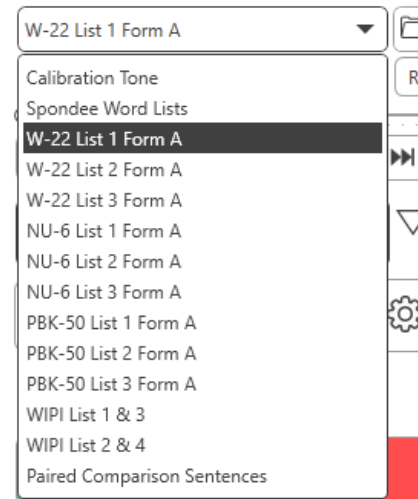 W-22 List 1 Form A
Calibration Tone
Spondee Word Lists
W-22 List 1 Form A
W-22 List 2 Form A
W-22 List 3 Form A
NU-6 List 1 Form A
NU-6 List 2 Form A
NU-6 List 3 Form A
PBK-50 List 1 Form A
PBK-50 List 2 Form A
PBK-50 List 3 Form A
WIPI List 1 & 3
WIPI List 2 & 4
Paired Comparison Sentences